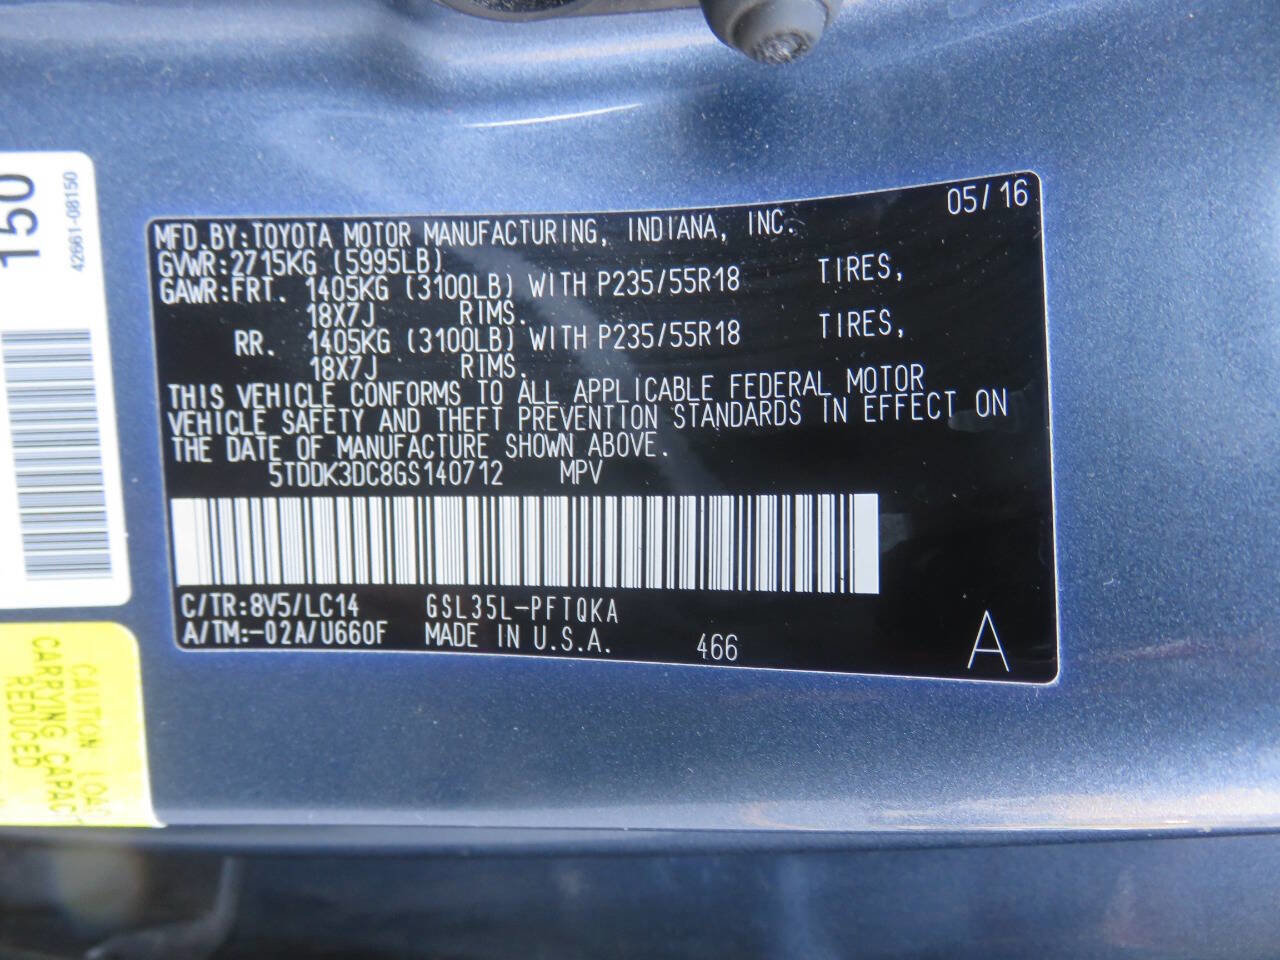 05/16
MFD.BY:TOYOTA MOTOR MANUFACTURING, INDIANA, INC.
GVWR:2715KG (5995LB)
GAWR:FRT. 1405KG (3100LB) WITH P235/55R18 TIRES,
18X7J RIMS.
RR. 1405KG (3100LB) WITH P235/55R18 TIRES,
18X7J RIMS.
THIS VEHICLE CONFORMS TO ALL APPLICABLE FEDERAL MOTOR
VEHICLE SAFETY AND THEFT PREVENTION STANDARDS IN EFFECT ON
THE DATE OF MANUFACTURE SHOWN ABOVE.
5TDDK3DC8GS140712 MPV
C/TR:8V5/LC14 GSL35L-PFTQKA
A/TM:-02A/U660F MADE IN U.S.A. 466 A
150
42661-08150
CAUTION LOA
CARRYING CAPAC
REDUCED